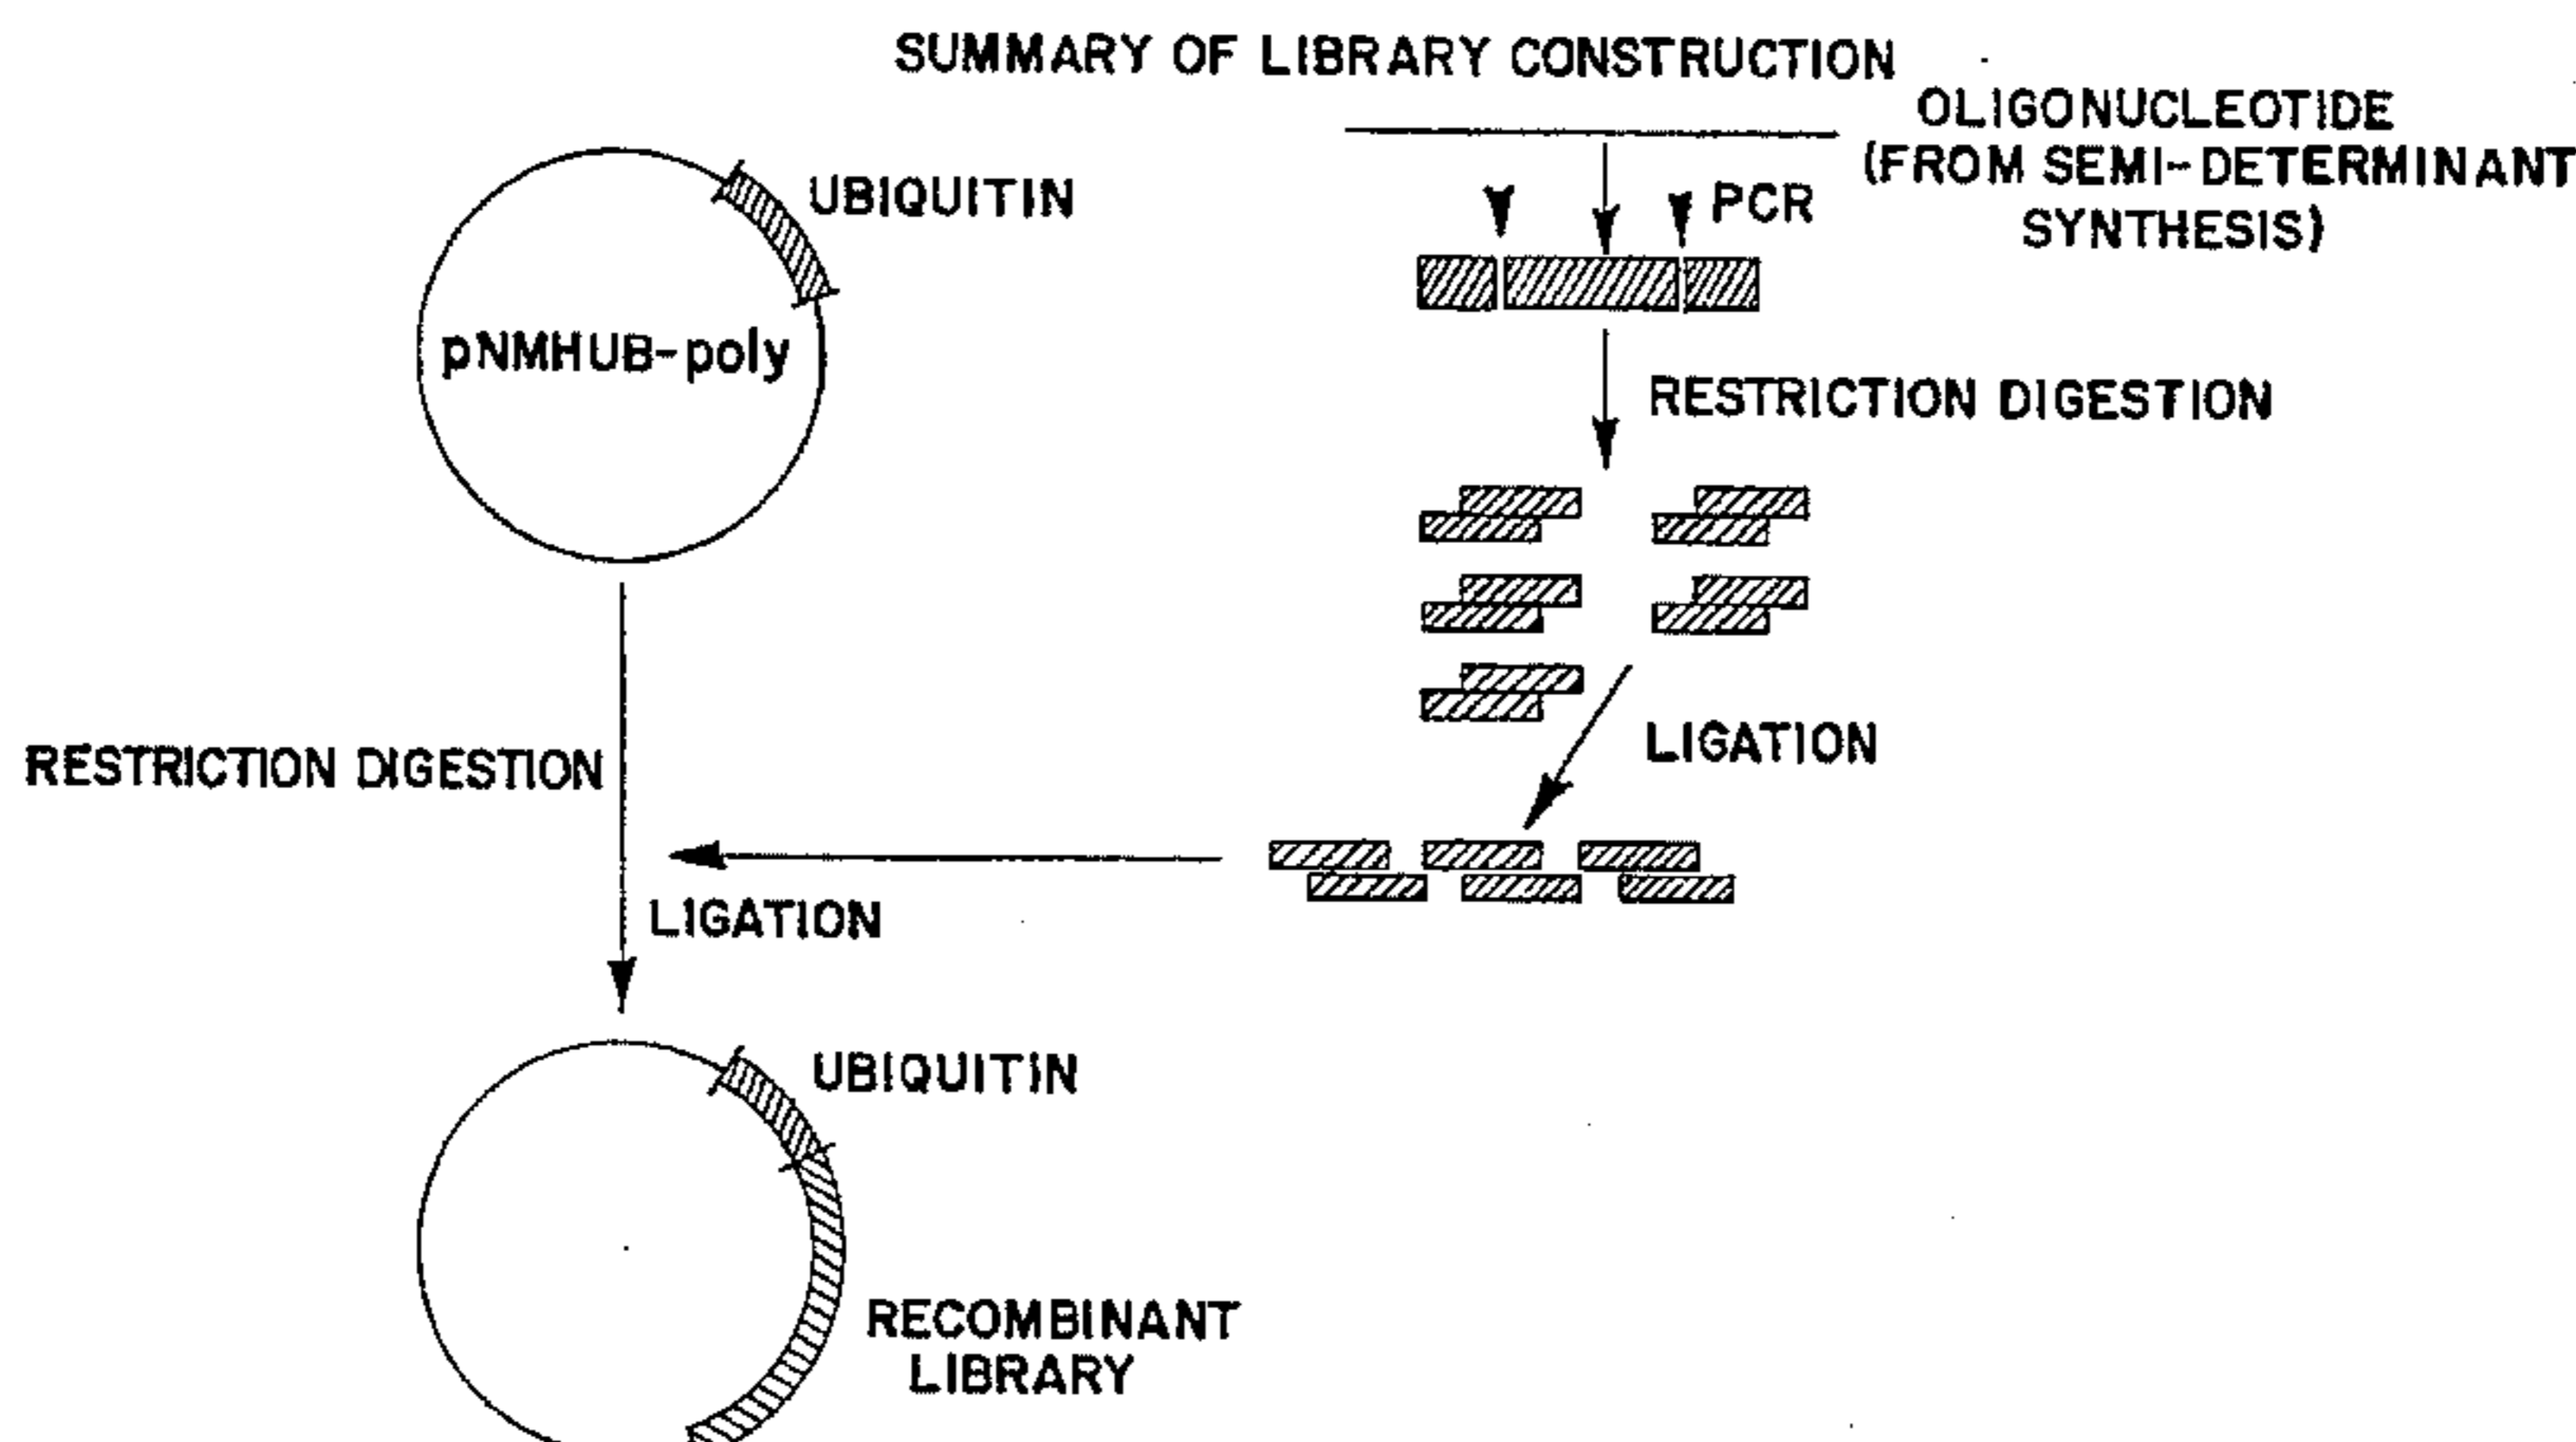 SUMMARY OF LIBRARY CONSTRUCTION
OLIGONUCLEOTIDE
(FROM SEMI-DETERMINANT
SYNTHESIS)
UBIQUITIN
PCR
pNMHUB-poly
RESTRICTION DIGESTION
LIGATION
RESTRICTION DIGESTION
LIGATION
UBIQUITIN
RECOMBINANT
LIBRARY